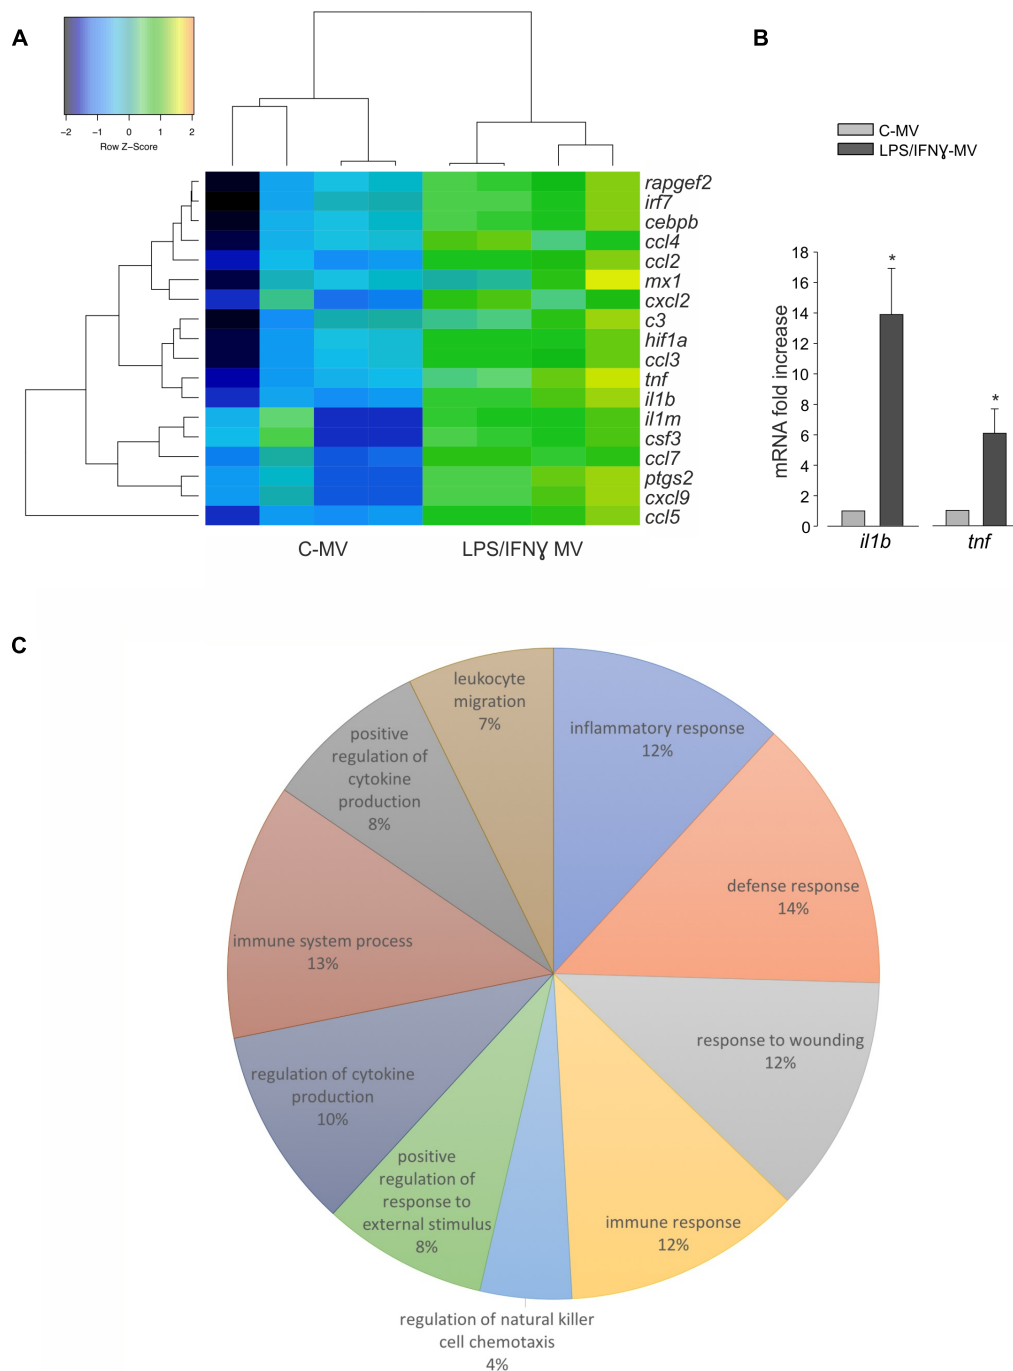 A
−2 −1 0 1 2
Row Z−Score
rapgef2
irf7
cebpb
ccl4
ccl2
mx1
cxcl2
c3
hif1a
ccl3
tnf
il1b
il1m
csf3
ccl7
ptgs2
cxcl9
ccl5
C-MV LPS/IFNɣ MV
B
C-MV
LPS/IFNɣ-MV
mRNA fold increase
18
16
14
12
10
8
6
4
2
0
*
*
il1b tnf
C
leukocyte
migration
7%
inflammatory response
12%
positive
regulation of
cytokine
production
8%
defense response
14%
immune system process
13%
response to wounding
12%
regulation of cytokine
production
10%
positive
regulation of
response to
external stimulus
8%
immune response
12%
regulation of natural killer
cell chemotaxis
4%